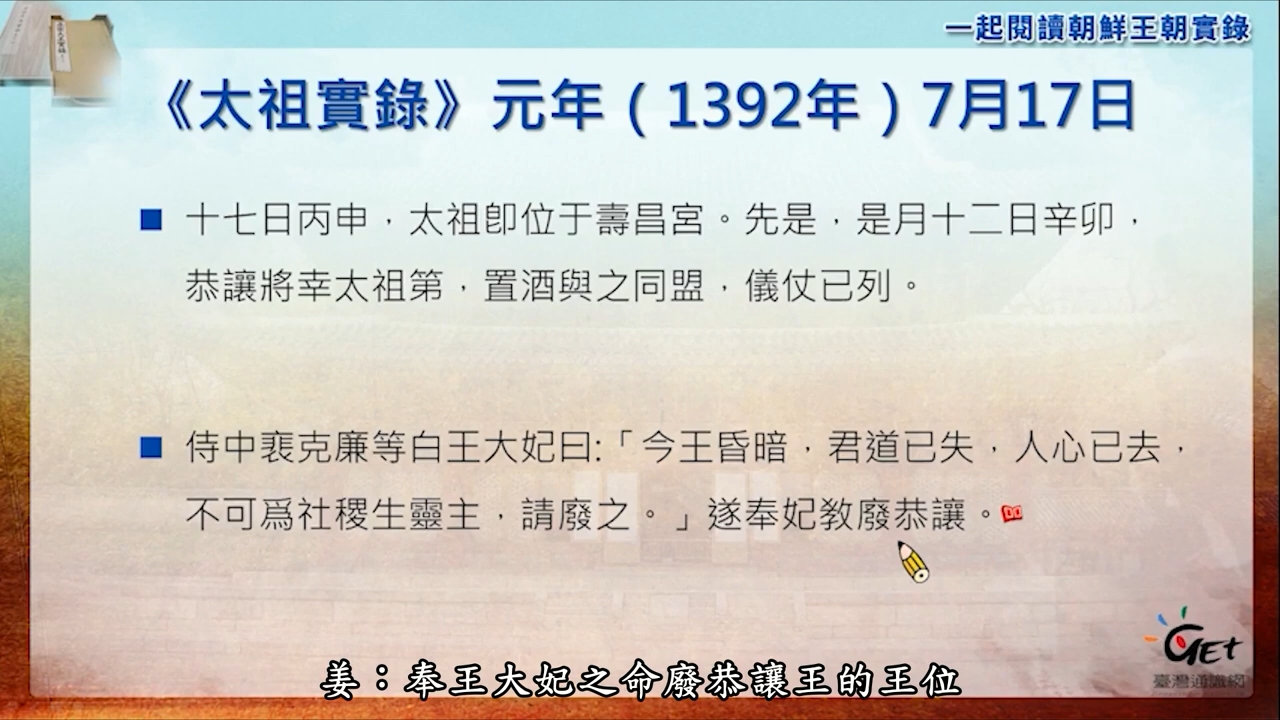 一起閱讀朝鮮王朝實錄
《太祖實錄》元年（1392年）7月17日
■ 十七日丙申，太祖卽位于壽昌宮。先是，是月十二日辛卯，
恭讓將幸太祖第，置酒與之同盟，儀仗已列。
■ 侍中裵克廉等白王大妃曰:「今王昏暗，君道已失，人心已去，
不可爲社稷生靈主，請廢之。」遂奉妃敎廢恭讓。
姜：奉王大妃之命廢恭讓王的王位
GET
臺灣通識網